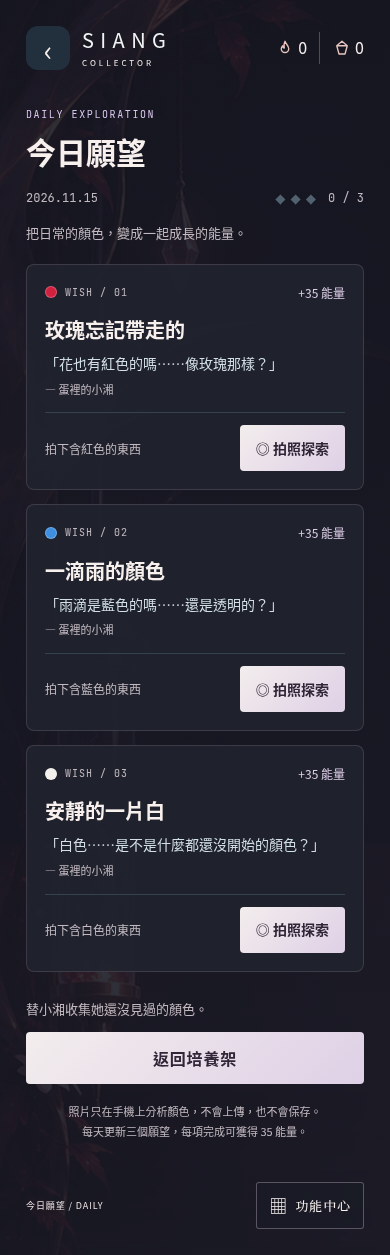 SIANG
COLLECTOR
0
0
DAILY EXPLORATION
今日願望
2026.11.15
◆ ◆ ◆ 0 / 3
把日常的顏色，變成一起成長的能量。
WISH / 01
+35 能量
玫瑰忘記帶走的
「花也有紅色的嗎……像玫瑰那樣？」
— 蛋裡的小湘
拍下含紅色的東西
◎ 拍照探索
WISH / 02
+35 能量
一滴雨的顏色
「雨滴是藍色的嗎……還是透明的？」
— 蛋裡的小湘
拍下含藍色的東西
◎ 拍照探索
WISH / 03
+35 能量
安靜的一片白
「白色……是不是什麼都還沒開始的顏色？」
— 蛋裡的小湘
拍下含白色的東西
◎ 拍照探索
替小湘收集她還沒見過的顏色。
返回培養架
照片只在手機上分析顏色，不會上傳，也不會保存。
每天更新三個願望，每項完成可獲得 35 能量。
今日願望 / DAILY
▦ 功能中心